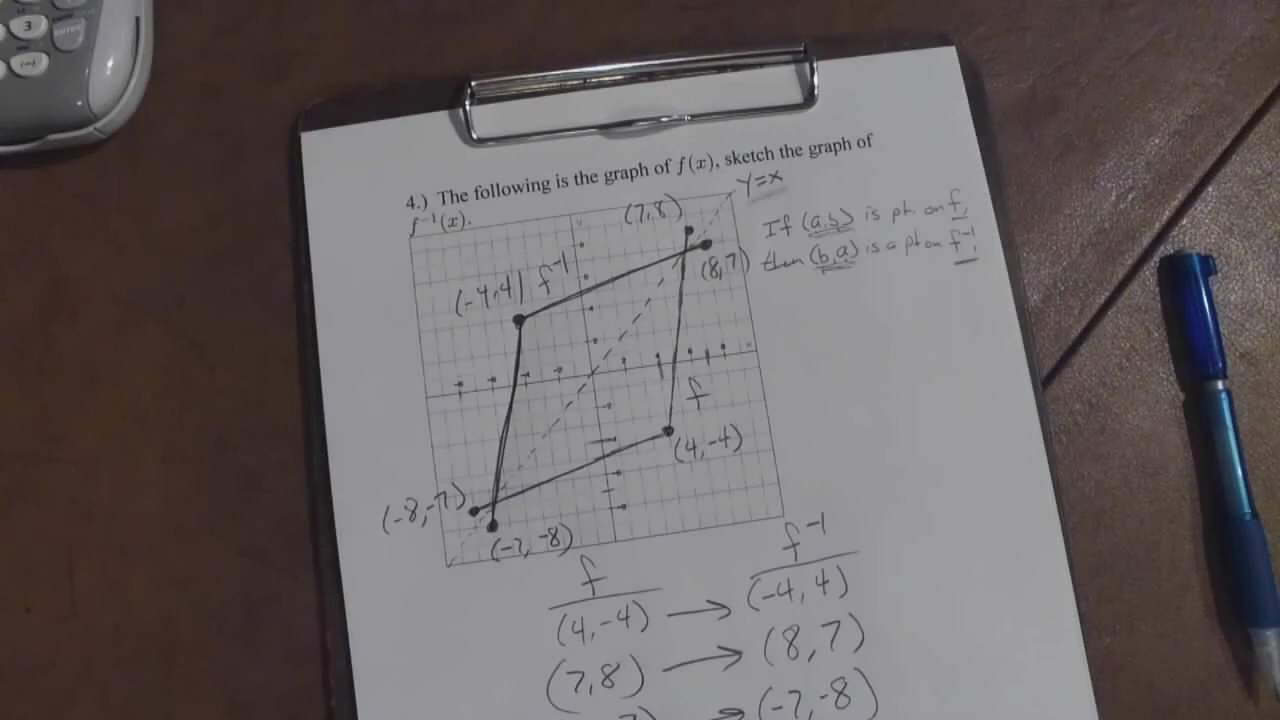 3
ENTER
(—)
4.) The following is the graph of f(x), sketch the graph of
f⁻¹(x).
y=x
(7,8)
If (a,b) is pt. on f,
then (b,a) is a pt on f⁻¹.
(8,7)
(-4,4)
f⁻¹
f
(4,-4)
(-8,-7)
(-7,-8)
f f⁻¹
(4,-4) → (-4,4)
(7,8) → (8,7)
→ (-7,-8)